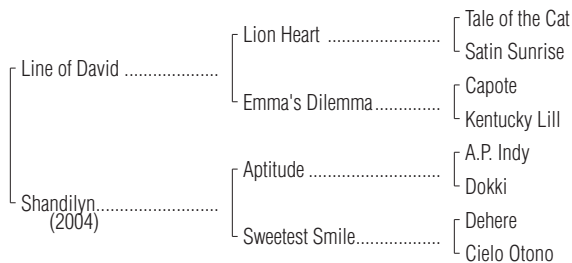 Tale of the Cat
Lion Heart ......................
Satin Sunrise
Line of David ...................
Capote
Emma's Dilemma.............
Kentucky Lill
A.P. Indy
Aptitude .........................
Dokki
Shandilyn.........................
(2004)
Dehere
Sweetest Smile................
Cielo Otono